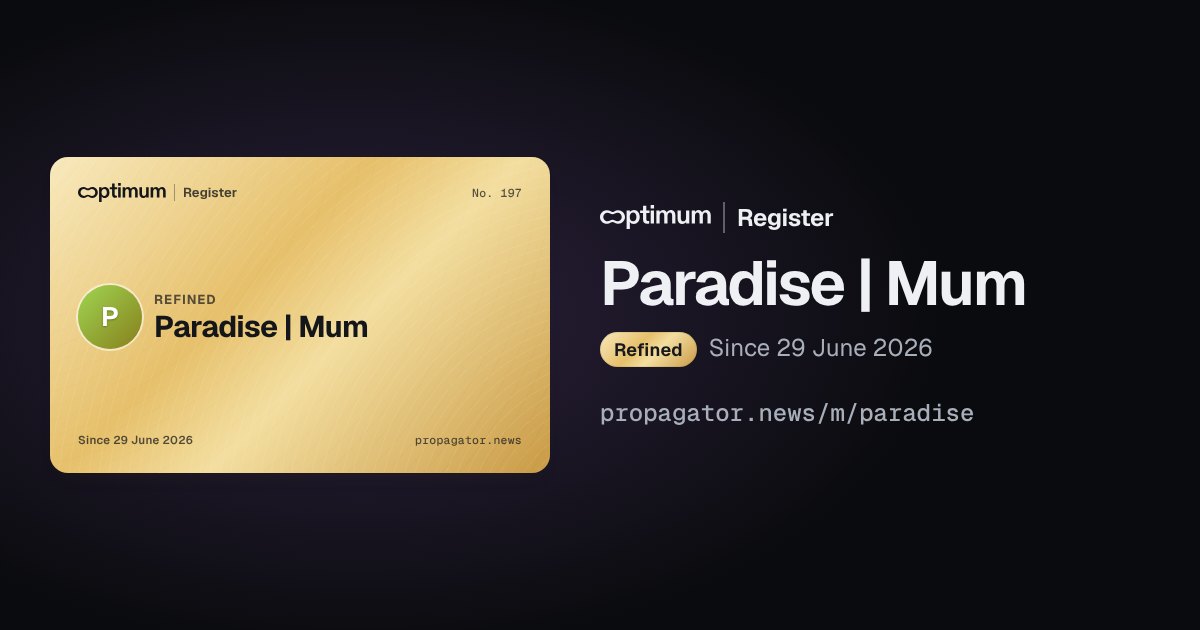 optimum | Register
No. 197
P
REFINED
Paradise | Mum
Since 29 June 2026
propagator.news
optimum | Register
Paradise | Mum
Refined
Since 29 June 2026
propagator.news/m/paradise